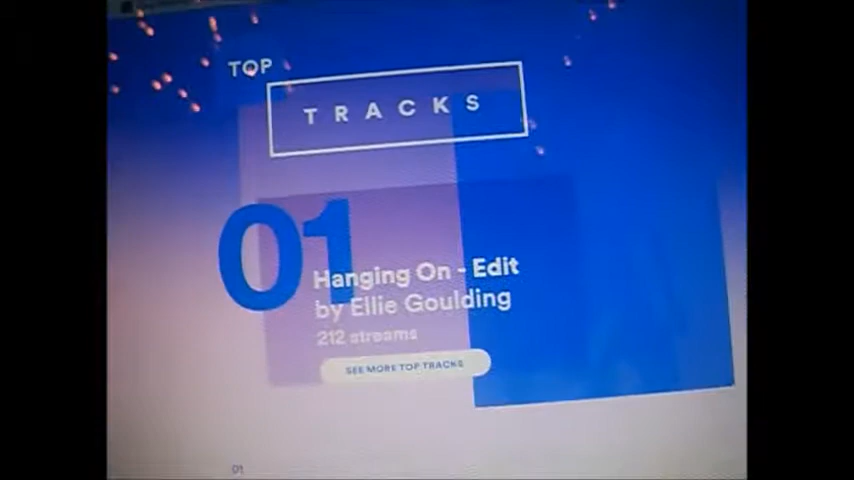 TOP
TRACKS
01
Hanging On - Edit
by Ellie Goulding
212 streams
SEE MORE TOP TRACKS
01